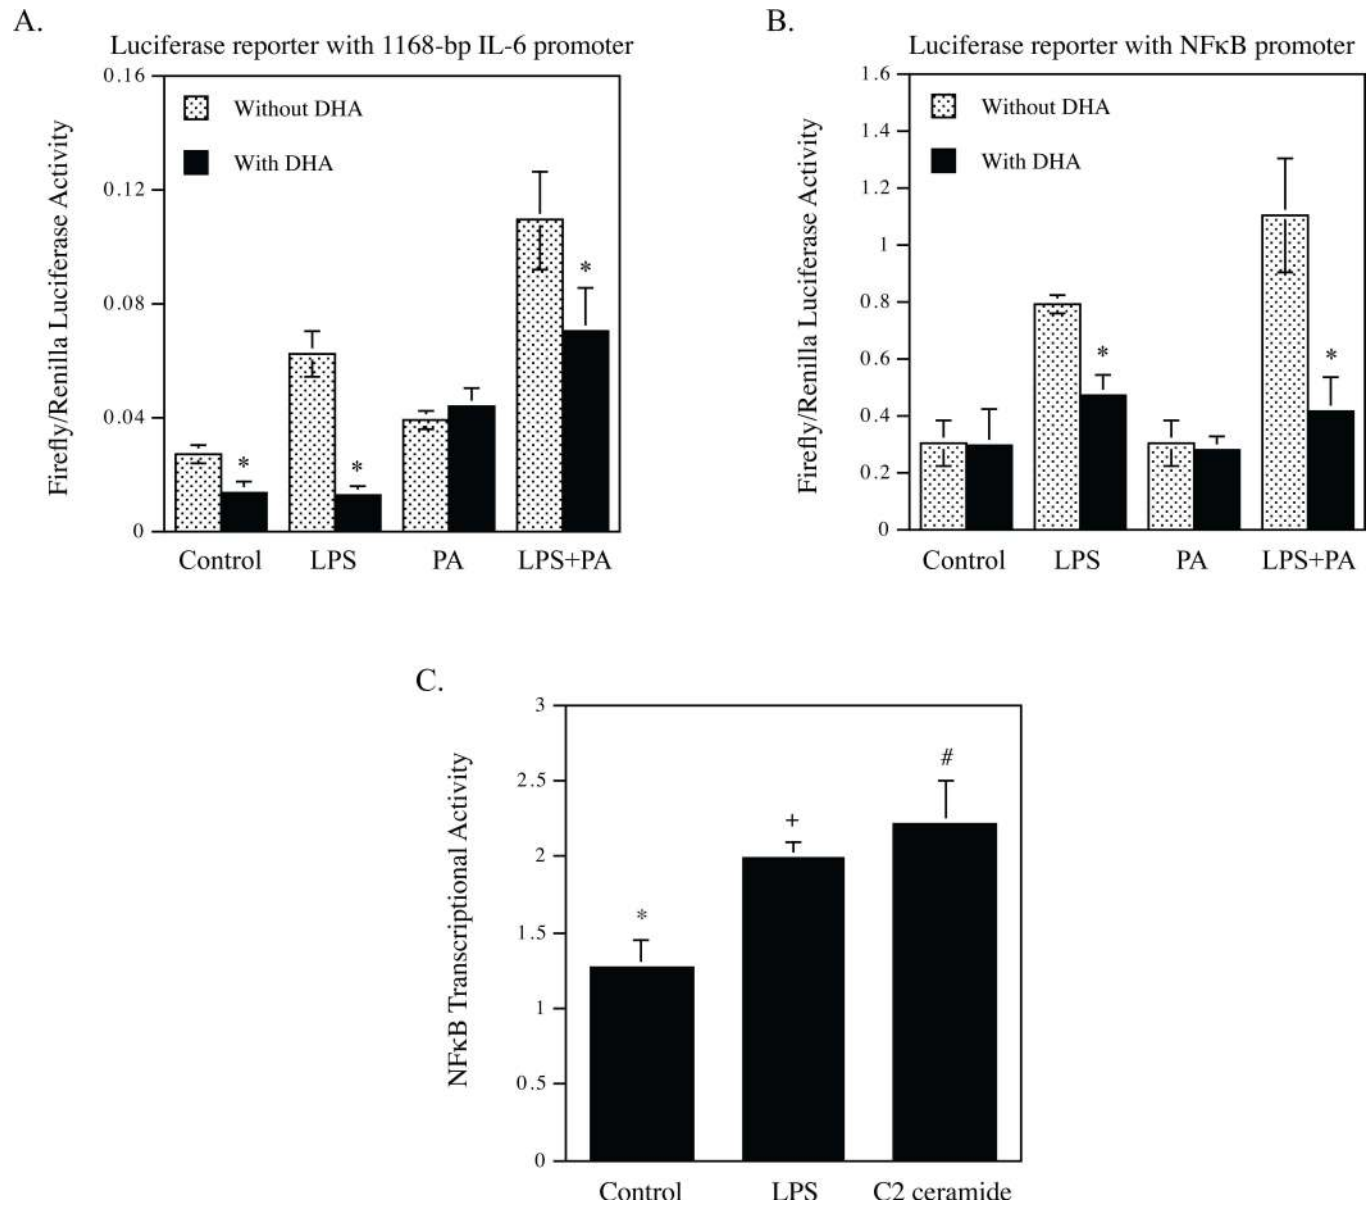 A.
Luciferase reporter with 1168-bp IL-6 promoter
Firefly/Renilla Luciferase Activity
0.16
0.12
0.08
0.04
0
Without DHA
With DHA
*
*
*
Control LPS PA LPS+PA
B.
Luciferase reporter with NFκB promoter
Firefly/Renilla Luciferase Activity
1.6
1.4
1.2
1
0.8
0.6
0.4
0.2
0
Without DHA
With DHA
*
*
Control LPS PA LPS+PA
C.
NFκB Transcriptional Activity
3
2.5
2
1.5
1
0.5
0
*
+
#
Control LPS C2 ceramide